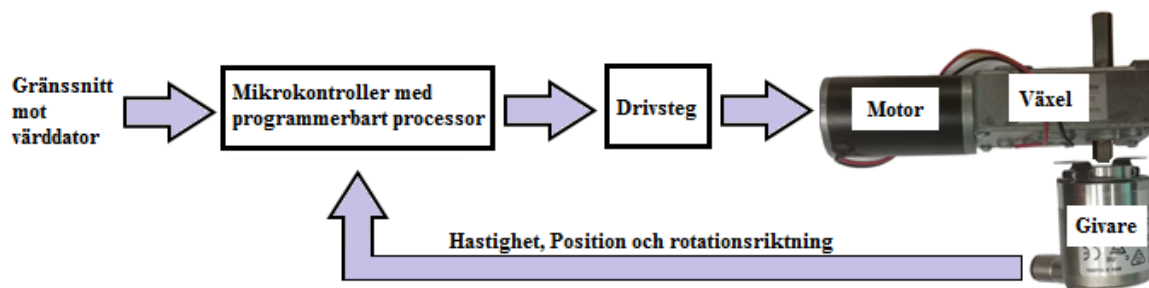 Gränssnitt
mot
värddator
Mikrokontroller med
programmerbart processor
Drivsteg
Motor
Växel
Givare
Hastighet, Position och rotationsriktning